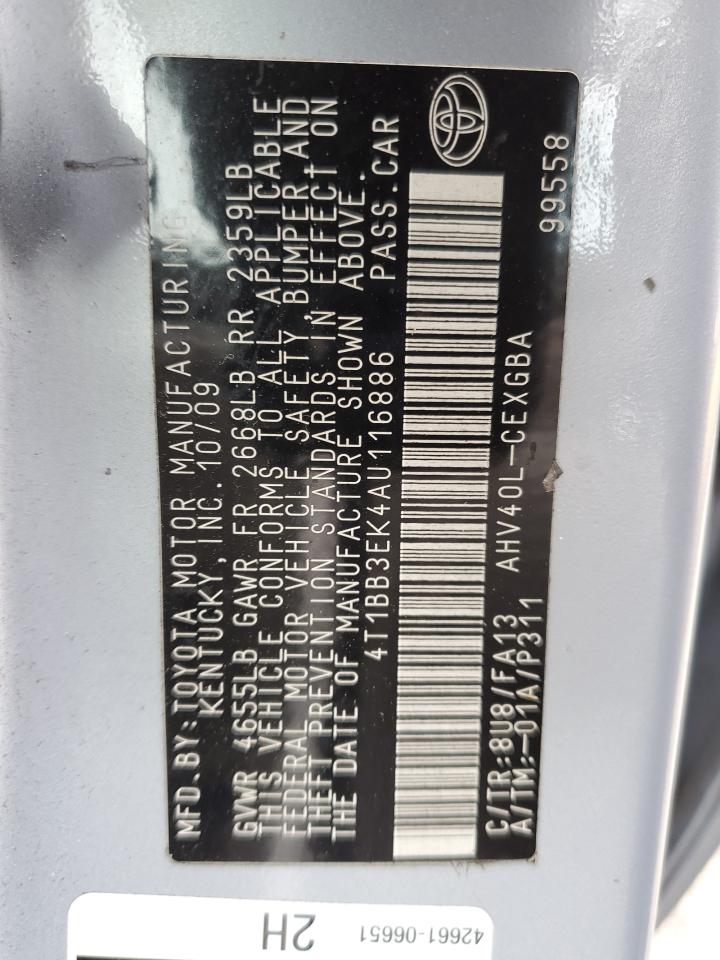 MFD.BY:TOYOTA MOTOR MANUFACTURING
KENTUCKY, INC. 10/09
GVWR 4655LB GAWR FR 2668LB RR 2359LB
THIS VEHICLE CONFORMS TO ALL APPLICABLE
FEDERAL MOTOR VEHICLE SAFETY, BUMPER, AND
THEFT PREVENTION STANDARDS IN EFFECT ON
THE DATE OF MANUFACTURE SHOWN ABOVE.
4T1BB3EK4AU116886 PASS.CAR
C/TR:8U8/FA13 AHV40L-CEXGBA 99558
A/TM:-01A/P311
2H
42661-06651